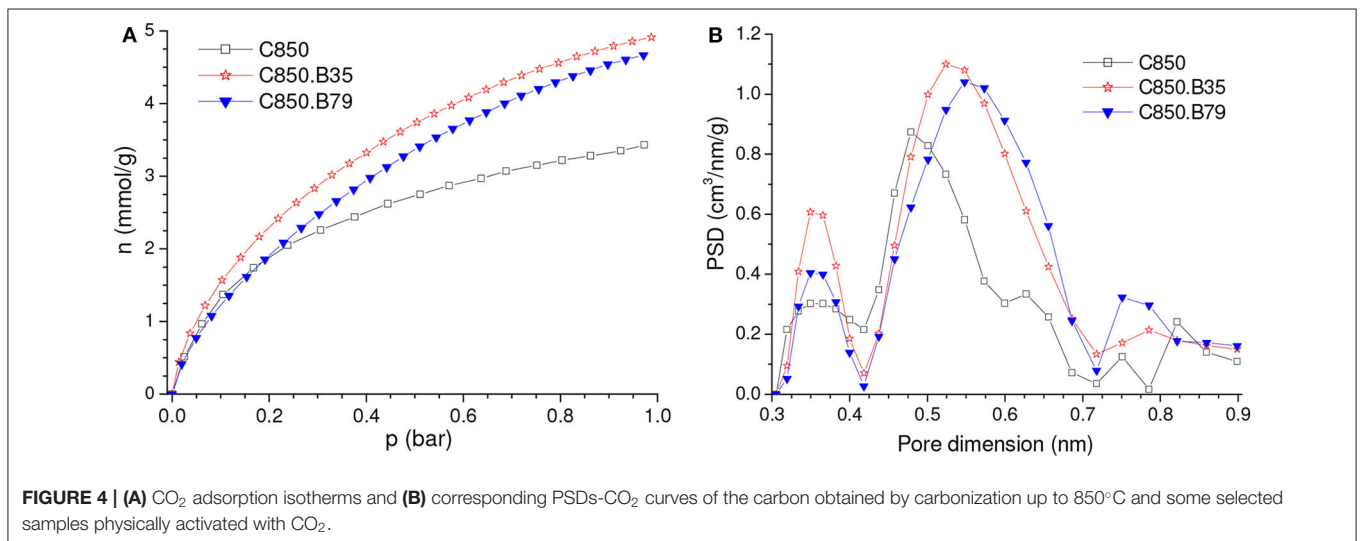 A
C850
C850.B35
C850.B79
n (mmol/g)
5
4
3
2
1
0
0.0 0.2 0.4 0.6 0.8 1.0
p (bar)
B
C850
C850.B35
C850.B79
PSD (cm³/nm/g)
1.2
1.0
0.8
0.6
0.4
0.2
0.0
0.3 0.4 0.5 0.6 0.7 0.8 0.9
Pore dimension (nm)
FIGURE 4 | (A) CO₂ adsorption isotherms and (B) corresponding PSDs-CO₂ curves of the carbon obtained by carbonization up to 850°C and some selected
samples physically activated with CO₂.